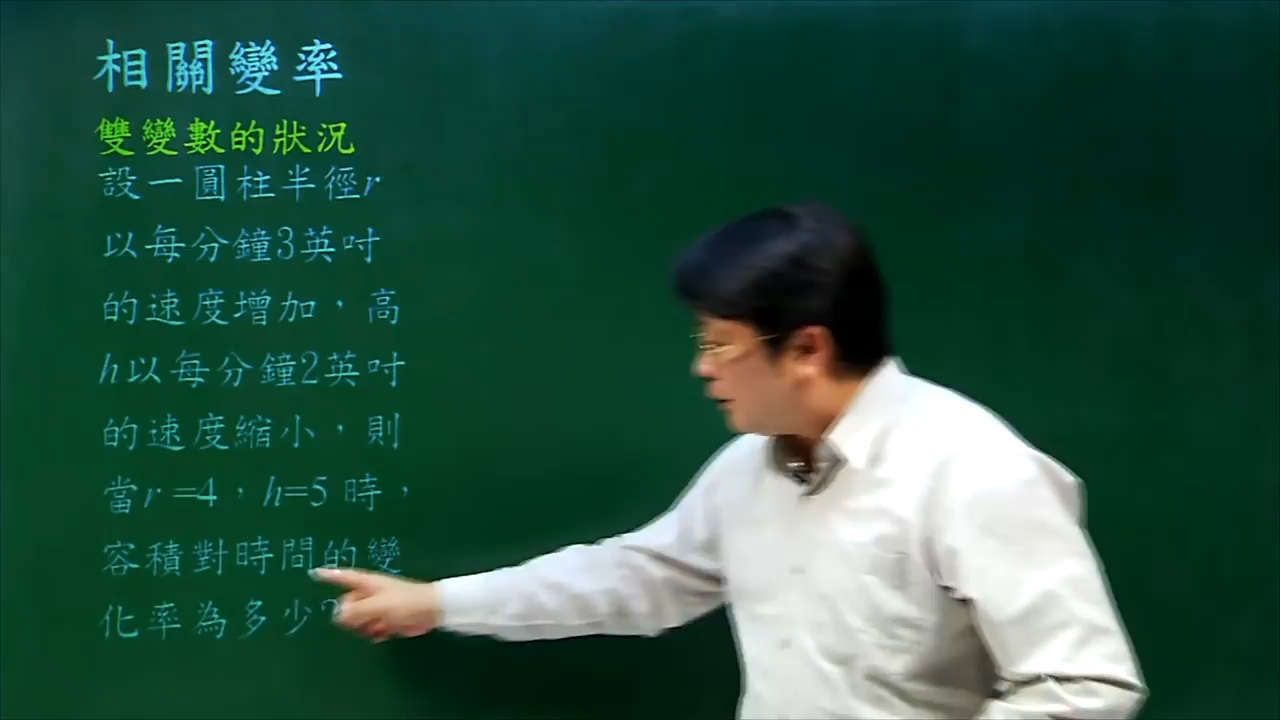 相關變率
雙變數的狀況
設一圓柱半徑r
以每分鐘3英吋
的速度增加，高
h以每分鐘2英吋
的速度縮小，則
當r=4，h=5時，
容積對時間的變
化率為多少?